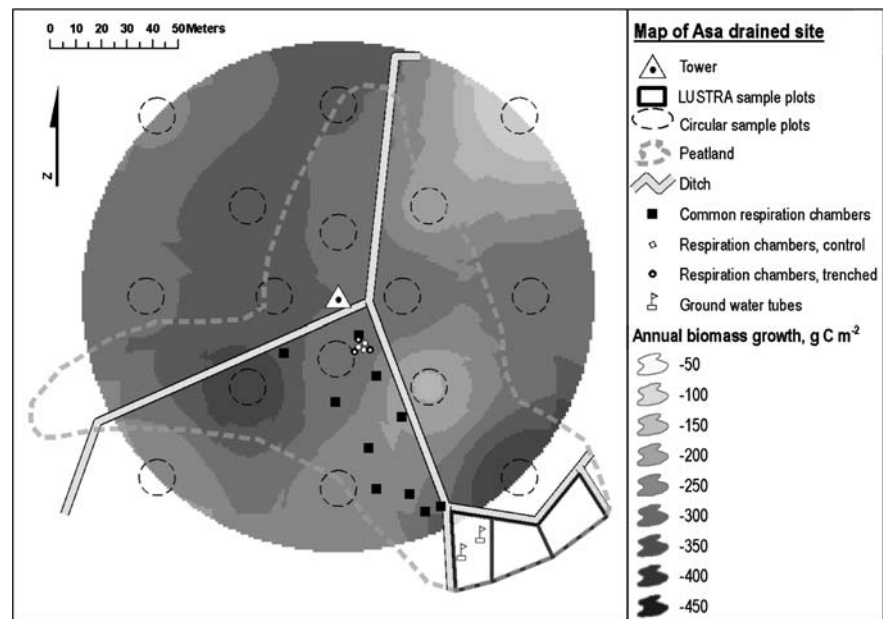 0 10 20 30 40 50Meters
N
Map of Asa drained site
Tower
LUSTRA sample plots
Circular sample plots
Peatland
Ditch
Common respiration chambers
Respiration chambers, control
Respiration chambers, trenched
Ground water tubes
Annual biomass growth, g C m⁻²
-50
-100
-150
-200
-250
-300
-350
-400
-450